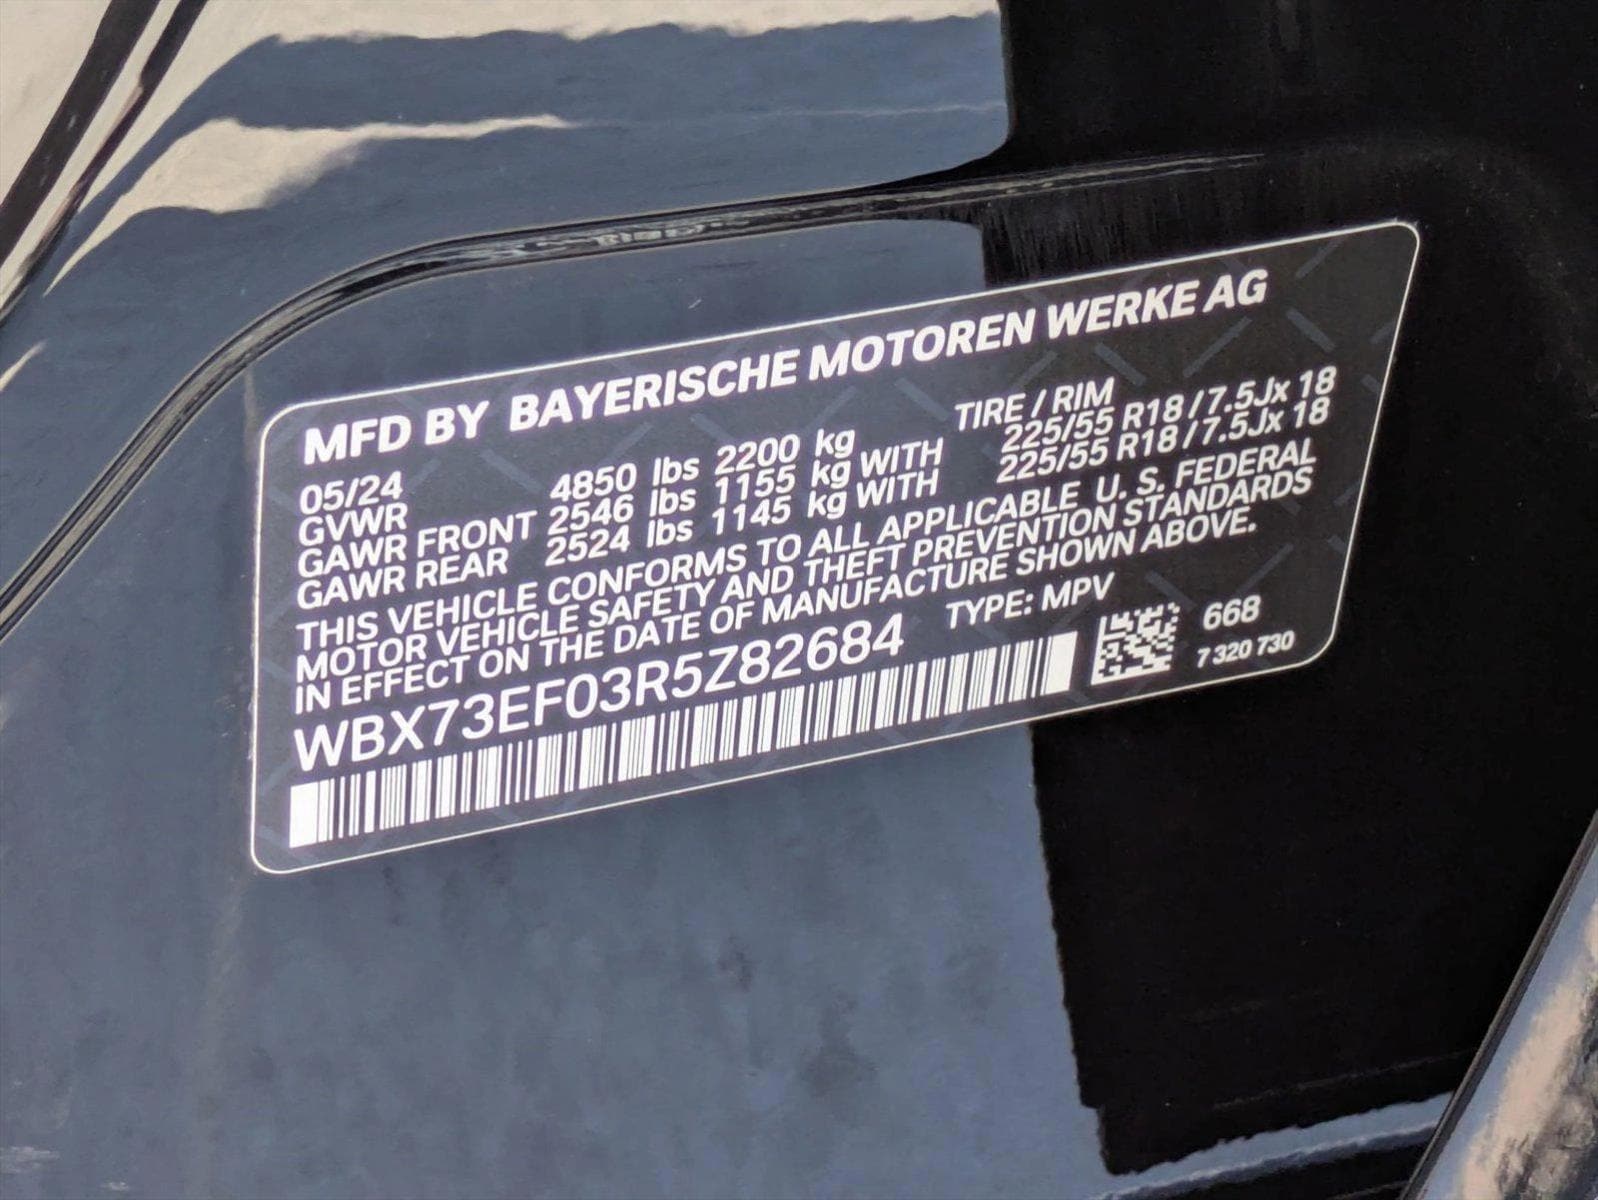 MFD BY BAYERISCHE MOTOREN WERKE AG
05/24 TIRE / RIM
GVWR 4850 lbs 2200 kg
GAWR FRONT 2546 lbs 1155 kg WITH 225/55 R18 / 7.5Jx 18
GAWR REAR 2524 lbs 1145 kg WITH 225/55 R18 / 7.5Jx 18
THIS VEHICLE CONFORMS TO ALL APPLICABLE U. S. FEDERAL
MOTOR VEHICLE SAFETY AND THEFT PREVENTION STANDARDS
IN EFFECT ON THE DATE OF MANUFACTURE SHOWN ABOVE.
WBX73EF03R5Z82684 TYPE: MPV
668
7 320 730